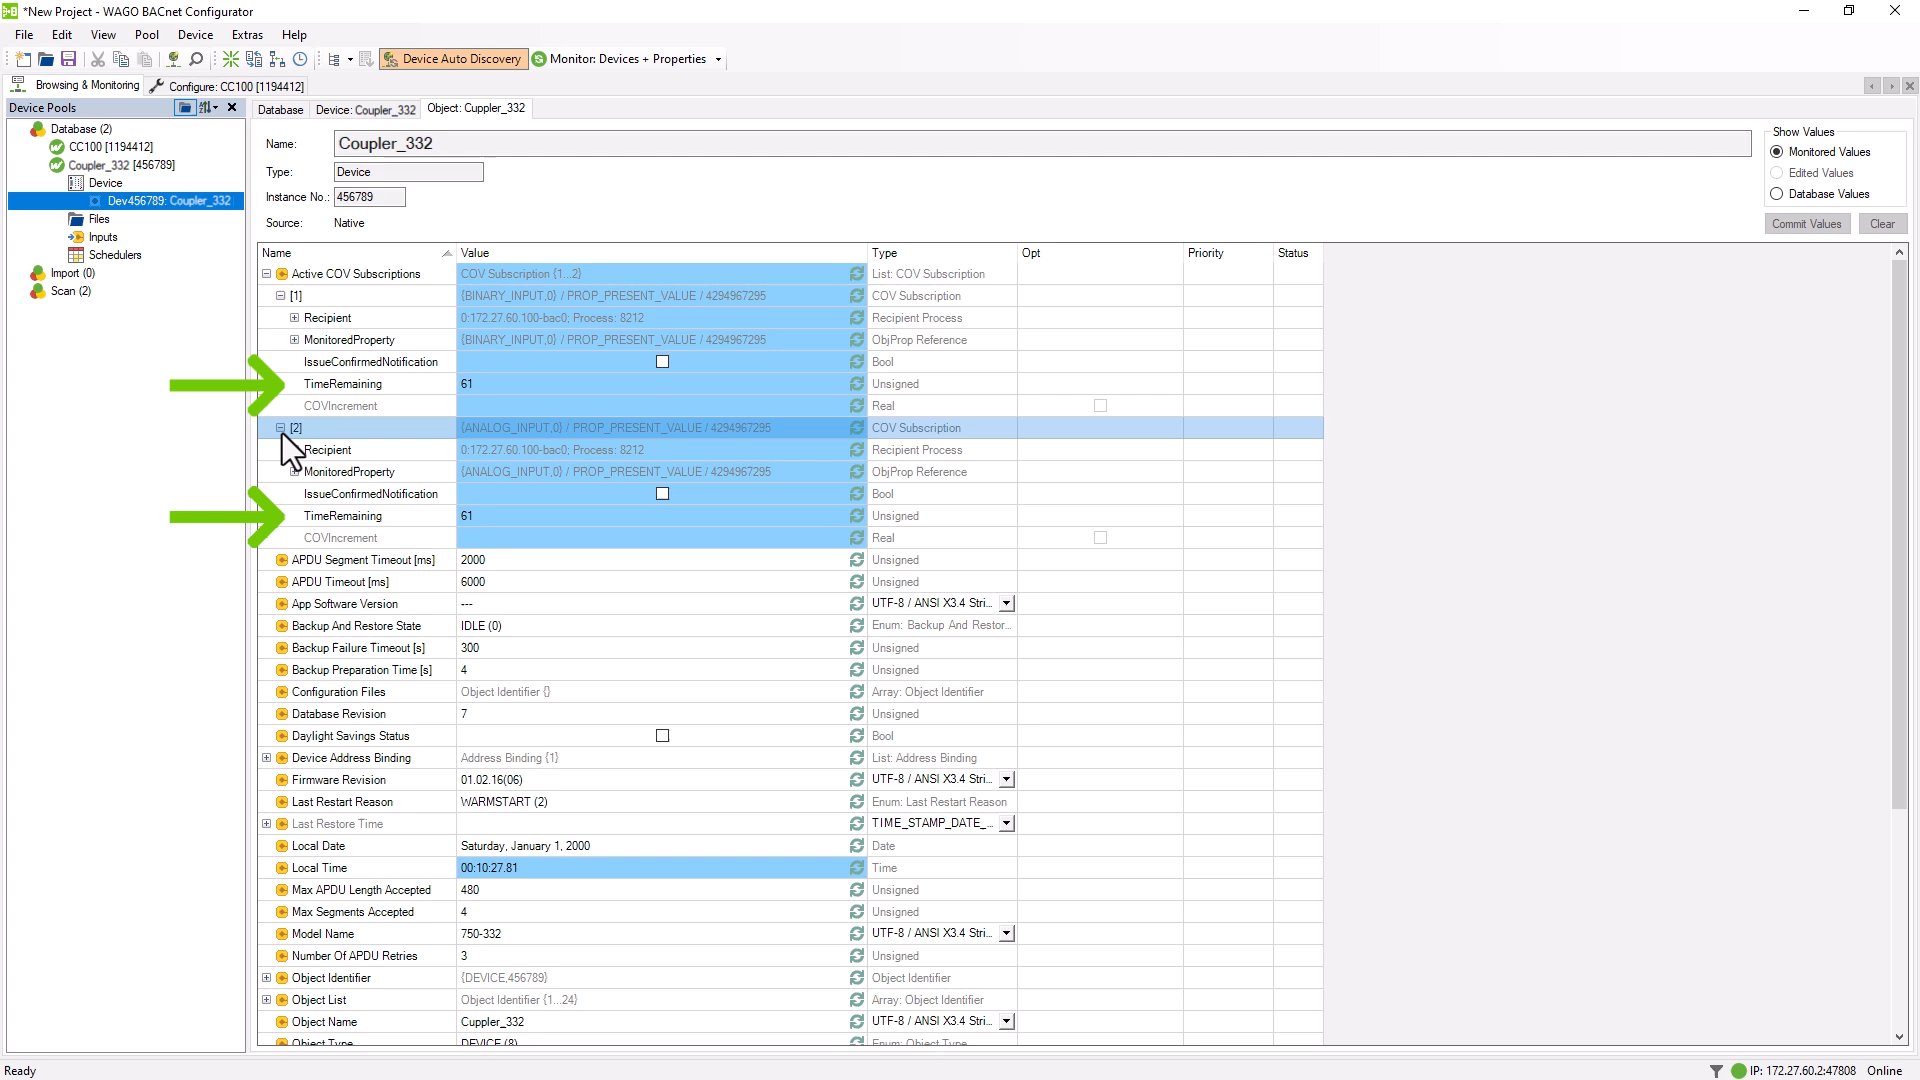 *New Project - WAGO BACnet Configurator
File Edit View Pool Device Extras Help
Device Auto Discovery Monitor: Devices + Properties
Browsing & Monitoring Configure: CC100 [1194412]
Device Pools
Database (2)
CC100 [1194412]
Coupler_332 [456789]
Device
Dev456789: Coupler_332
Files
Inputs
Schedulers
Import (0)
Scan (2)
Database Device: Coupler_332 Object: Cuppler_332
Name: Coupler_332
Type: Device
Instance No.: 456789
Source: Native
Show Values
Monitored Values
Edited Values
Database Values
Commit Values Clear
Name Value Type Opt Priority Status
Active COV Subscriptions COV Subscription {1...2} List: COV Subscription
[1] {BINARY_INPUT,0} / PROP_PRESENT_VALUE / 4294967295 COV Subscription
Recipient 0:172.27.60.100-bac0; Process: 8212 Recipient Process
MonitoredProperty {BINARY_INPUT,0} / PROP_PRESENT_VALUE / 4294967295 ObjProp Reference
IssueConfirmedNotification Bool
TimeRemaining 61 Unsigned
COVIncrement Real
[2] {ANALOG_INPUT,0} / PROP_PRESENT_VALUE / 4294967295 COV Subscription
Recipient 0:172.27.60.100-bac0; Process: 8212 Recipient Process
MonitoredProperty {ANALOG_INPUT,0} / PROP_PRESENT_VALUE / 4294967295 ObjProp Reference
IssueConfirmedNotification Bool
TimeRemaining 61 Unsigned
COVIncrement Real
APDU Segment Timeout [ms] 2000 Unsigned
APDU Timeout [ms] 6000 Unsigned
App Software Version --- UTF-8 / ANSI X3.4 Stri...
Backup And Restore State IDLE (0) Enum: Backup And Restor...
Backup Failure Timeout [s] 300 Unsigned
Backup Preparation Time [s] 4 Unsigned
Configuration Files Object Identifier {} Array: Object Identifier
Database Revision 7 Unsigned
Daylight Savings Status Bool
Device Address Binding Address Binding {1} List: Address Binding
Firmware Revision 01.02.16(06) UTF-8 / ANSI X3.4 Stri...
Last Restart Reason WARMSTART (2) Enum: Last Restart Reason
Last Restore Time TIME_STAMP_DATE_...
Local Date Saturday, January 1, 2000 Date
Local Time 00:10:27.81 Time
Max APDU Length Accepted 480 Unsigned
Max Segments Accepted 4 Unsigned
Model Name 750-332 UTF-8 / ANSI X3.4 Stri...
Number Of APDU Retries 3 Unsigned
Object Identifier {DEVICE,456789} Object Identifier
Object List Object Identifier {1...24} Array: Object Identifier
Object Name Cuppler_332 UTF-8 / ANSI X3.4 Stri...
Object Type DEVICE (8) Enum: Object Type
Ready IP: 172.27.60.2:47808 Online